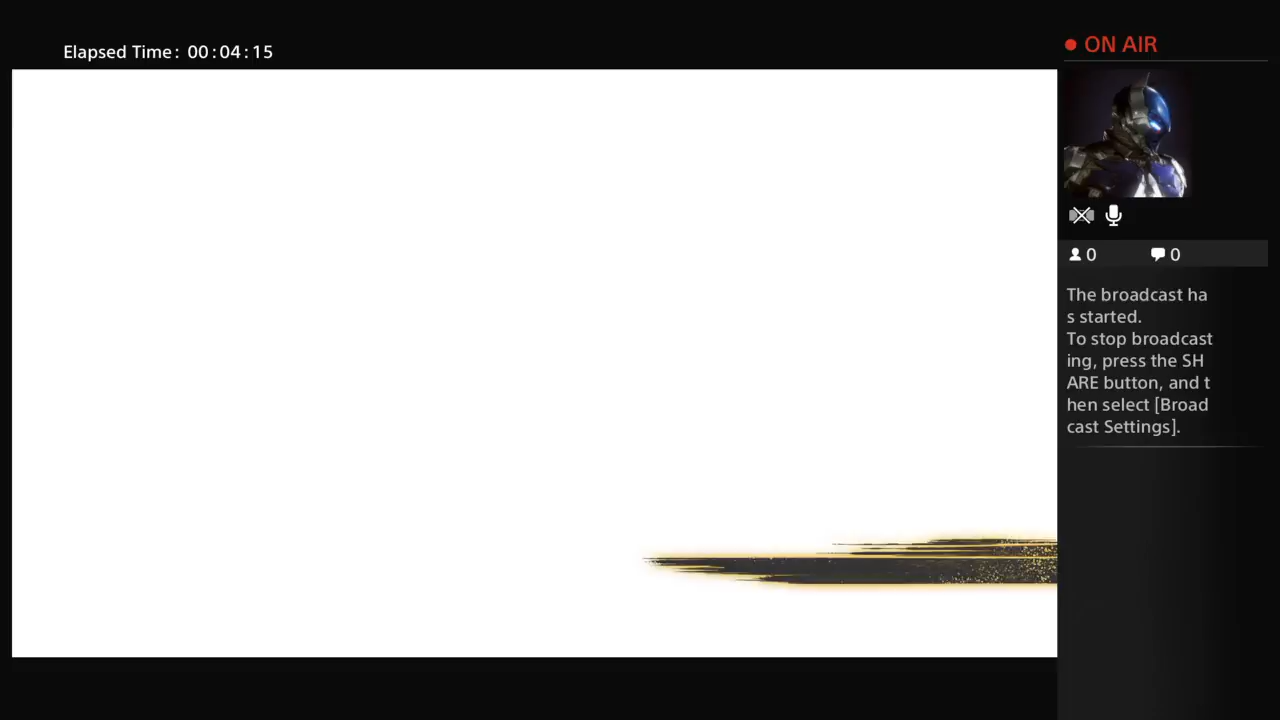 Elapsed Time: 00:04:15
ON AIR
0 0
The broadcast ha
s started.
To stop broadcast
ing, press the SH
ARE button, and t
hen select [Broad
cast Settings].